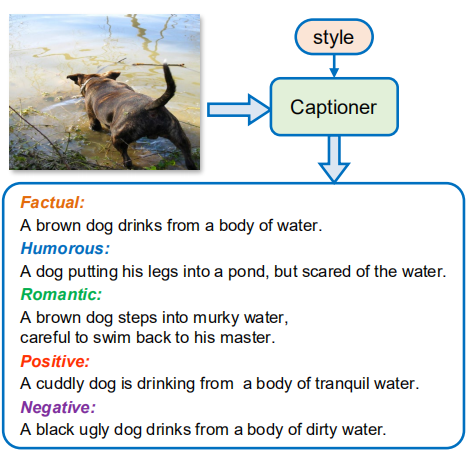 style
Captioner
Factual:
A brown dog drinks from a body of water.
Humorous:
A dog putting his legs into a pond, but scared of the water.
Romantic:
A brown dog steps into murky water,
careful to swim back to his master.
Positive:
A cuddly dog is drinking from  a body of tranquil water.
Negative:
A black ugly dog drinks from a body of dirty water.